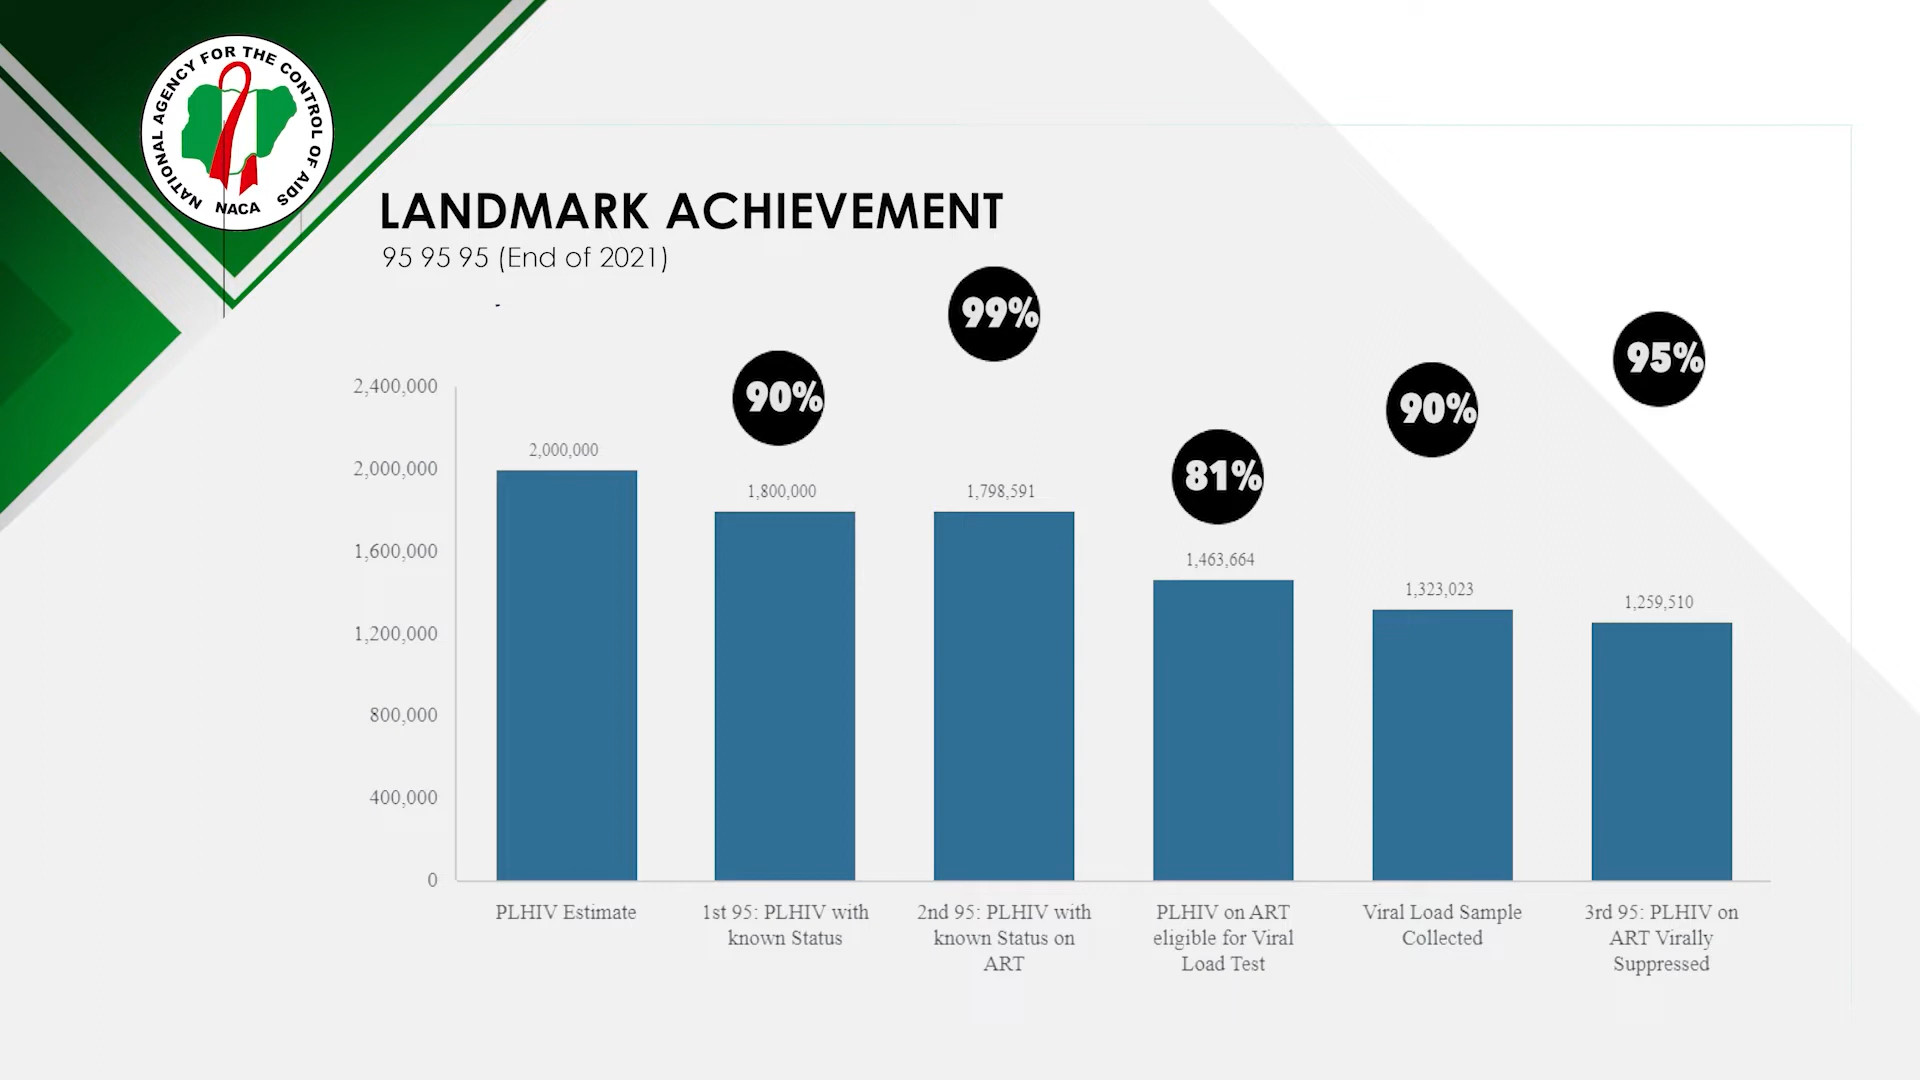 NATIONAL AGENCY FOR THE CONTROL OF AIDS
NACA
LANDMARK ACHIEVEMENT
95 95 95 (End of 2021)
90%
99%
81%
90%
95%
2,400,000
2,000,000
1,600,000
1,200,000
800,000
400,000
0
2,000,000
1,800,000
1,798,591
1,463,664
1,323,023
1,259,510
PLHIV Estimate
1st 95: PLHIV with
known Status
2nd 95: PLHIV with
known Status on
ART
PLHIV on ART
eligible for Viral
Load Test
Viral Load Sample
Collected
3rd 95: PLHIV on
ART Virally
Suppressed